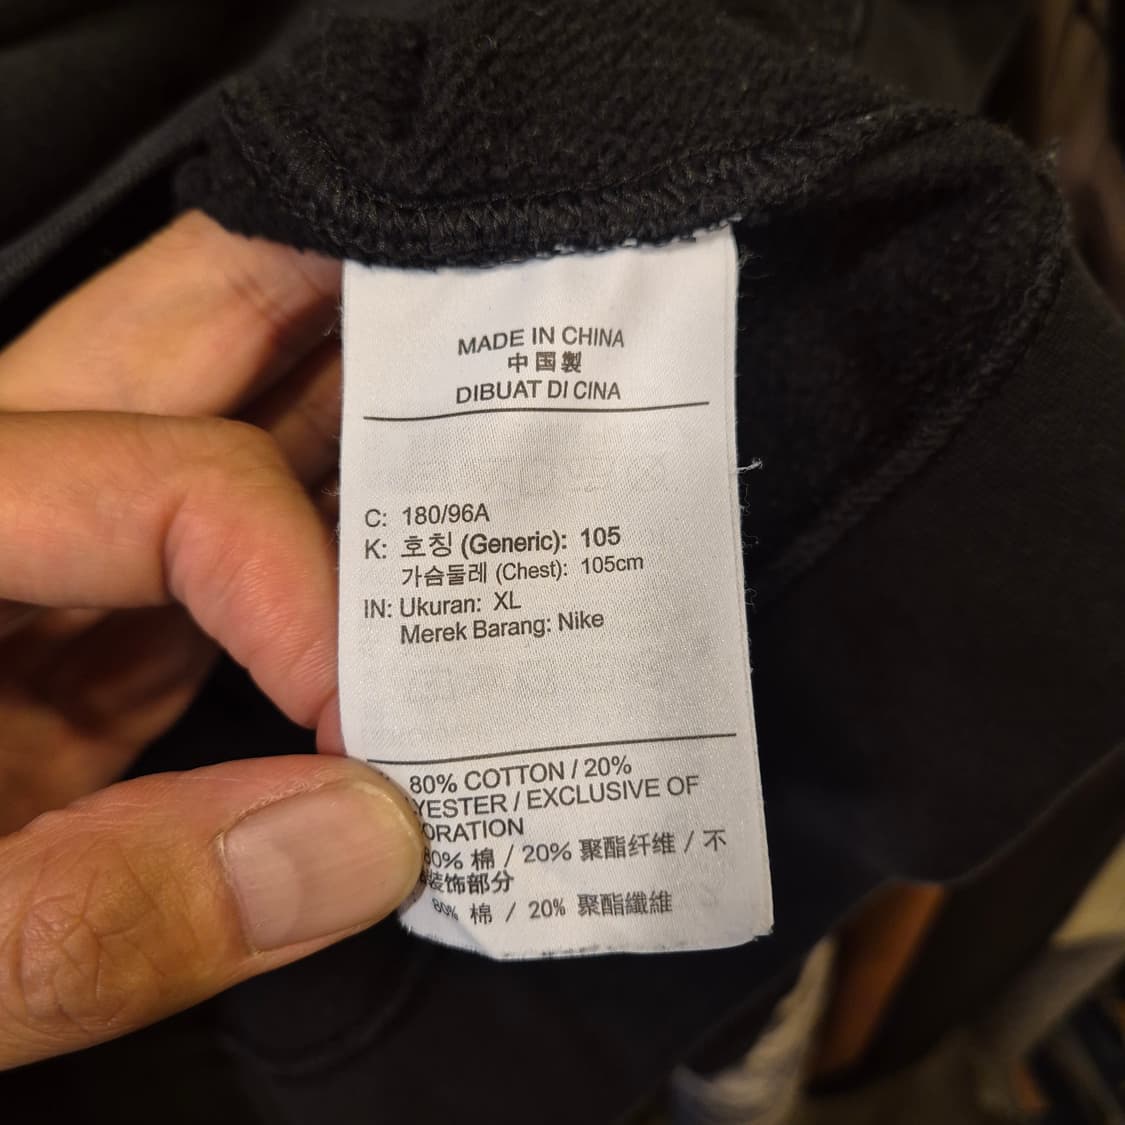 MADE IN CHINA
中国製
DIBUAT DI CINA
C: 180/96A
K: 호칭 (Generic): 105
가슴둘레 (Chest): 105cm
IN: Ukuran: XL
Merek Barang: Nike
80% COTTON / 20%
YESTER / EXCLUSIVE OF
ORATION
80% 棉 / 20% 聚酯纤维 / 不
装饰部分
80% 棉 / 20% 聚酯纖維